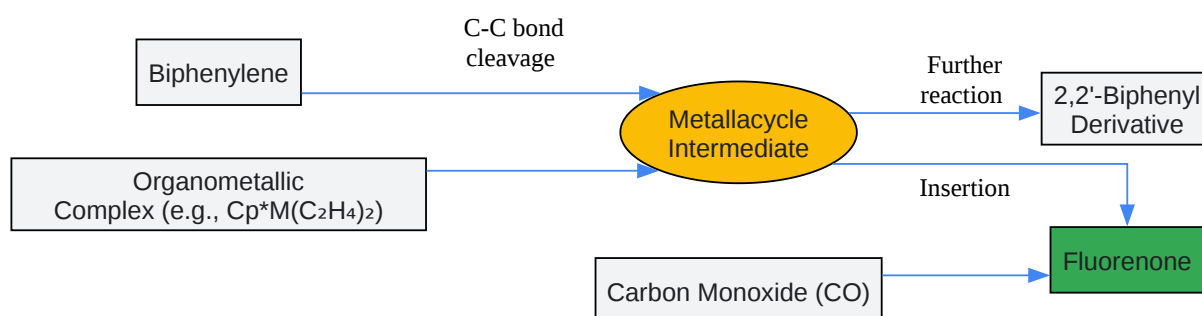 C-C bond
cleavage
Biphenylene
Further
reaction
2,2'-Biphenyl
Derivative
Metallacycle
Intermediate
Organometallic
Complex (e.g., Cp*M(C₂H₄)₂)
Insertion
Fluorenone
Carbon Monoxide (CO)